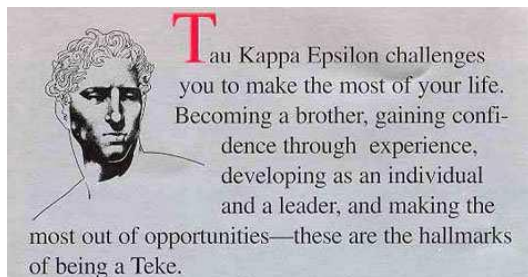 Tau Kappa Epsilon challenges
you to make the most of your life.
Becoming a brother, gaining confi-
dence through experience,
developing as an individual
and a leader, and making the
most out of opportunities—these are the hallmarks
of being a Teke.